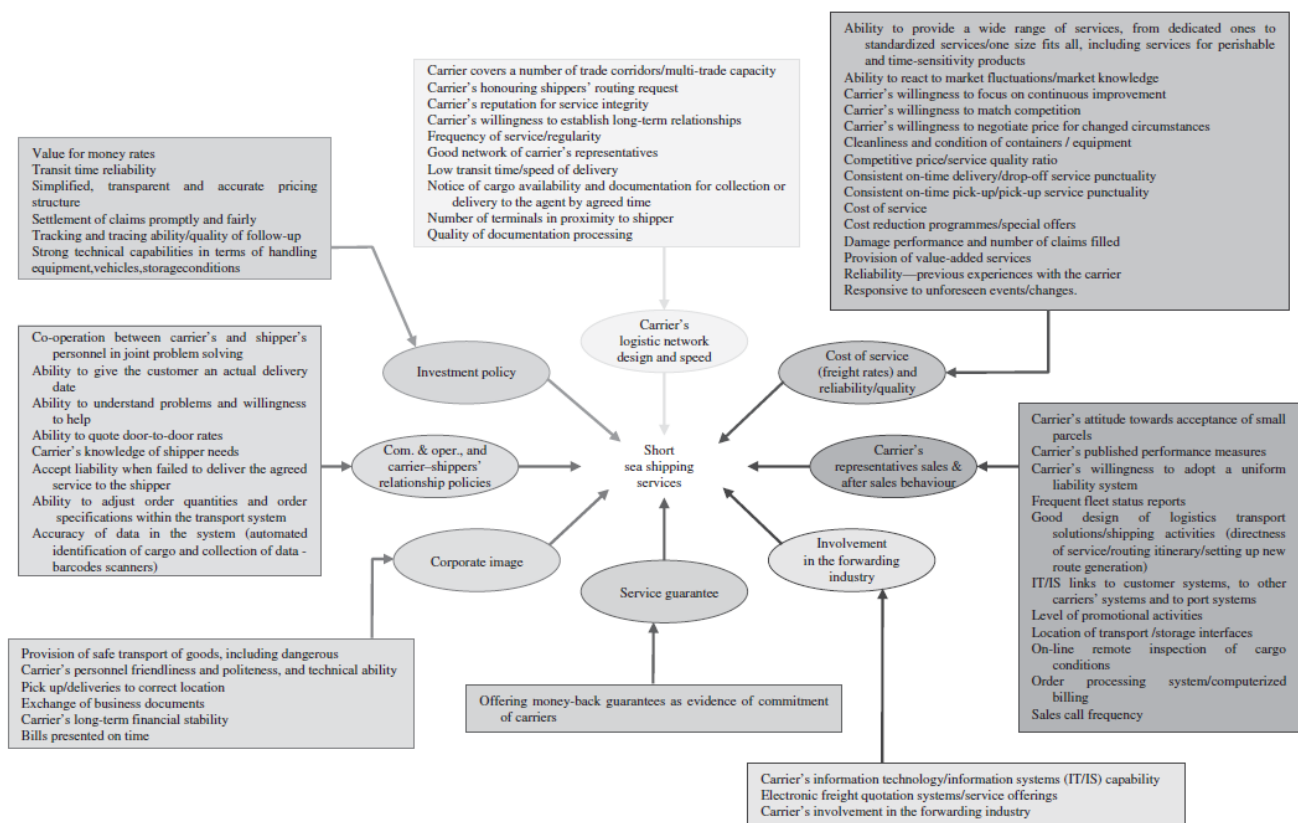 Ability to provide a wide range of services, from dedicated ones to
standardized services/one size fits all, including services for perishable
and time-sensitivity products
Ability to react to market fluctuations/market knowledge
Carrier's willingness to focus on continuous improvement
Carrier's willingness to match competition
Carrier's willingness to negotiate price for changed circumstances
Cleanliness and condition of containers / equipment
Competitive price/service quality ratio
Consistent on-time delivery/drop-off service punctuality
Consistent on-time pick-up/pick-up service punctuality
Cost of service
Cost reduction programmes/special offers
Damage performance and number of claims filled
Provision of value-added services
Reliability—previous experiences with the carrier
Responsive to unforeseen events/changes.
Carrier covers a number of trade corridors/multi-trade capacity
Carrier's honouring shippers' routing request
Carrier's reputation for service integrity
Carrier's willingness to establish long-term relationships
Frequency of service/regularity
Good network of carrier's representatives
Low transit time/speed of delivery
Notice of cargo availability and documentation for collection or
delivery to the agent by agreed time
Number of terminals in proximity to shipper
Quality of documentation processing
Value for money rates
Transit time reliability
Simplified, transparent and accurate pricing
structure
Settlement of claims promptly and fairly
Tracking and tracing ability/quality of follow-up
Strong technical capabilities in terms of handling
equipment,vehicles,storageconditions
Carrier's
logistic network
design and speed
Investment policy
Cost of service
(freight rates) and
reliability/quality
Co-operation between carrier's and shipper's
personnel in joint problem solving
Ability to give the customer an actual delivery
date
Ability to understand problems and willingness
to help
Ability to quote door-to-door rates
Carrier's knowledge of shipper needs
Accept liability when failed to deliver the agreed
service to the shipper
Ability to adjust order quantities and order
specifications within the transport system
Accuracy of data in the system (automated
identification of cargo and collection of data -
barcodes scanners)
Com. & oper., and
carrier–shippers'
relationship policies
Short
sea shipping
services
Carrier's
representatives sales &
after sales behaviour
Carrier's attitude towards acceptance of small
parcels
Carrier's published performance measures
Carrier's willingness to adopt a uniform
liability system
Frequent fleet status reports
Good design of logistics transport
solutions/shipping activities (directness
of service/routing itinerary/setting up new
route generation)
IT/IS links to customer systems, to other
carriers' systems and to port systems
Level of promotional activities
Location of transport /storage interfaces
On-line remote inspection of cargo
conditions
Order processing system/computerized
billing
Sales call frequency
Corporate image
Service guarantee
Involvement
in the forwarding
industry
Provision of safe transport of goods, including dangerous
Carrier's personnel friendliness and politeness, and technical ability
Pick up/deliveries to correct location
Exchange of business documents
Carrier's long-term financial stability
Bills presented on time
Offering money-back guarantees as evidence of commitment
of carriers
Carrier's information technology/information systems (IT/IS) capability
Electronic freight quotation systems/service offerings
Carrier's involvement in the forwarding industry